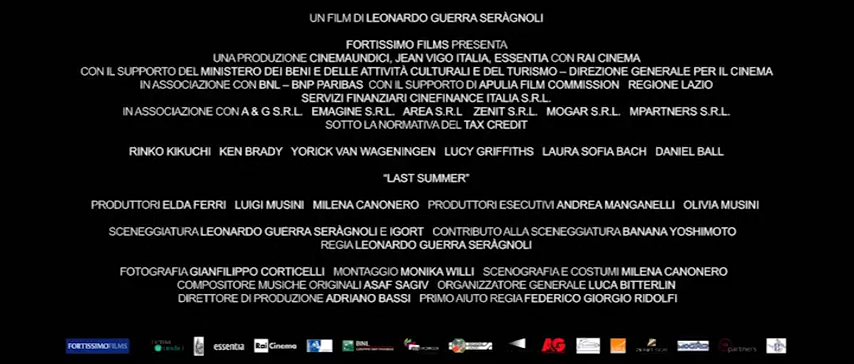 UN FILM DI LEONARDO GUERRA SERÀGNOLI
FORTISSIMO FILMS PRESENTA
UNA PRODUZIONE CINEMAUNDICI, JEAN VIGO ITALIA, ESSENTIA CON RAI CINEMA
CON IL SUPPORTO DEL MINISTERO DEI BENI E DELLE ATTIVITÀ CULTURALI E DEL TURISMO – DIREZIONE GENERALE PER IL CINEMA
IN ASSOCIAZIONE CON BNL – BNP PARIBAS CON IL SUPPORTO DI APULIA FILM COMMISSION REGIONE LAZIO
SERVIZI FINANZIARI CINEFINANCE ITALIA S.R.L.
IN ASSOCIAZIONE CON A & G S.R.L. EMAGINE S.R.L. AREA S.R.L ZENIT S.R.L. MOGAR S.R.L. MPARTNERS S.R.L.
SOTTO LA NORMATIVA DEL TAX CREDIT
RINKO KIKUCHI KEN BRADY YORICK VAN WAGENINGEN LUCY GRIFFITHS LAURA SOFIA BACH DANIEL BALL
“LAST SUMMER”
PRODUTTORI ELDA FERRI LUIGI MUSINI MILENA CANONERO PRODUTTORI ESECUTIVI ANDREA MANGANELLI OLIVIA MUSINI
SCENEGGIATURA LEONARDO GUERRA SERÀGNOLI E IGORT CONTRIBUTO ALLA SCENEGGIATURA BANANA YOSHIMOTO
REGIA LEONARDO GUERRA SERÀGNOLI
FOTOGRAFIA GIANFILIPPO CORTICELLI MONTAGGIO MONIKA WILLI SCENOGRAFIA E COSTUMI MILENA CANONERO
COMPOSITORE MUSICHE ORIGINALI ASAF SAGIV ORGANIZZATORE GENERALE LUCA BITTERLIN
DIRETTORE DI PRODUZIONE ADRIANO BASSI PRIMO AIUTO REGIA FEDERICO GIORGIO RIDOLFI
FORTISSIMOFILMS essentia Rai Cinema BNL AG partners